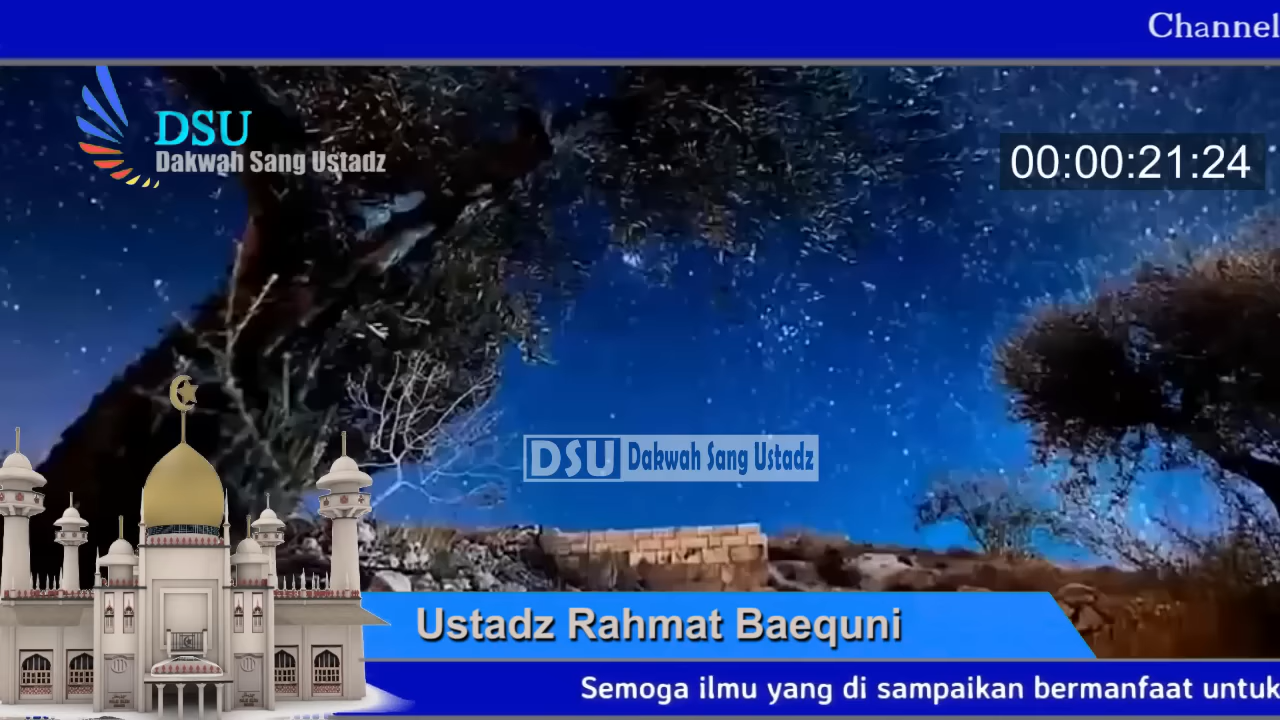 Channel
DSU
Dakwah Sang Ustadz
00:00:21:24
DSU Dakwah Sang Ustadz
Ustadz Rahmat Baequni
Semoga ilmu yang di sampaikan bermanfaat untuk